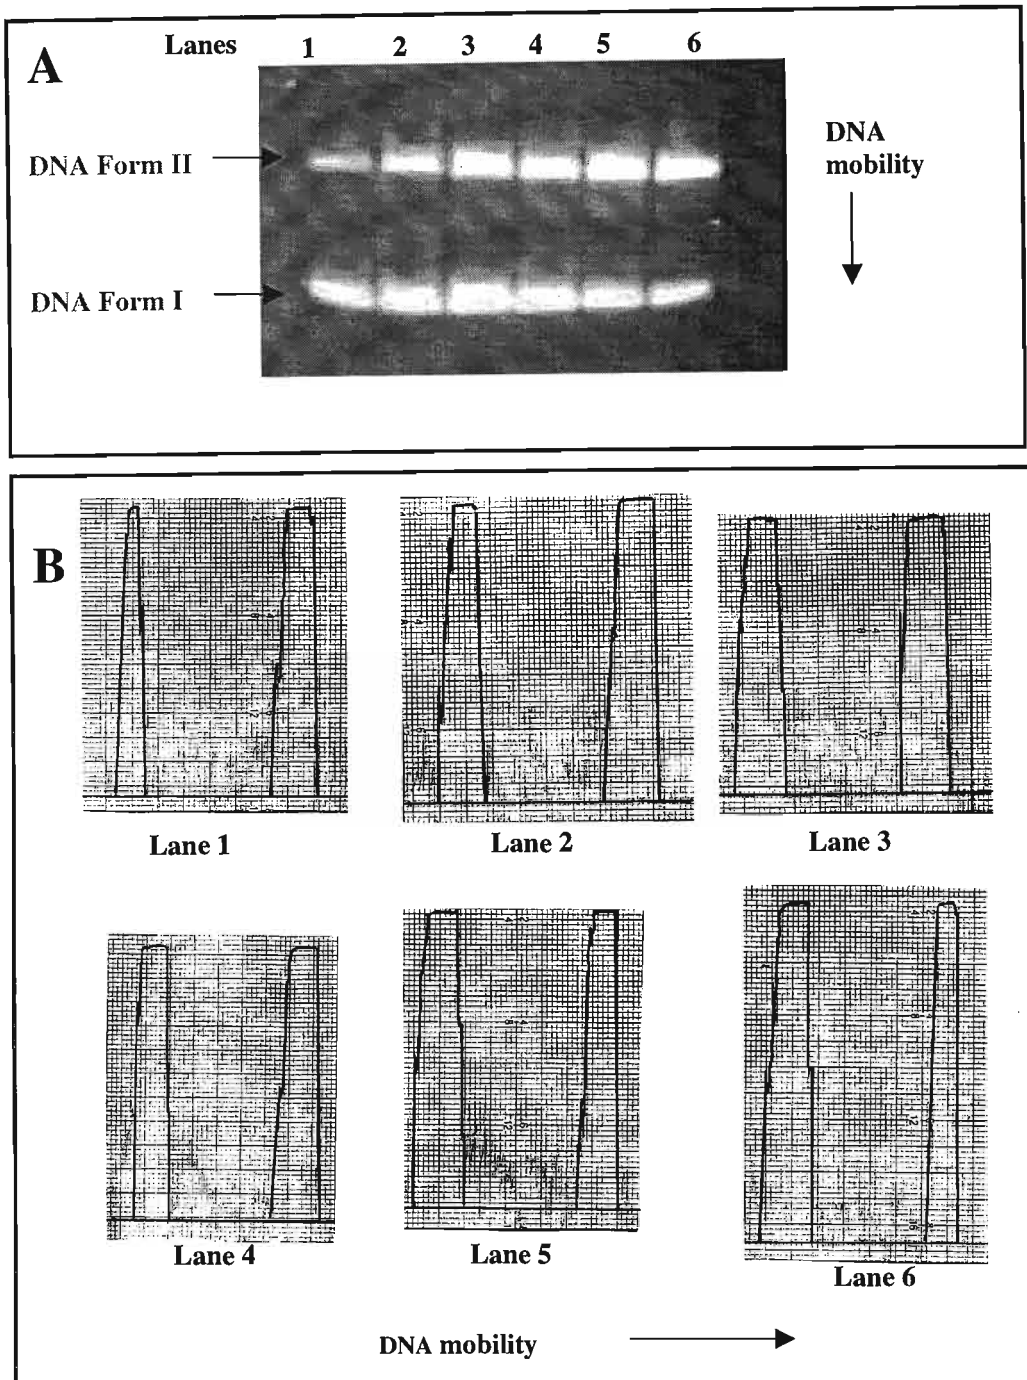 A
Lanes 1 2 3 4 5 6
DNA Form II
DNA Form I
DNA
mobility
B
Lane 1
Lane 2
Lane 3
Lane 4
Lane 5
Lane 6
DNA mobility